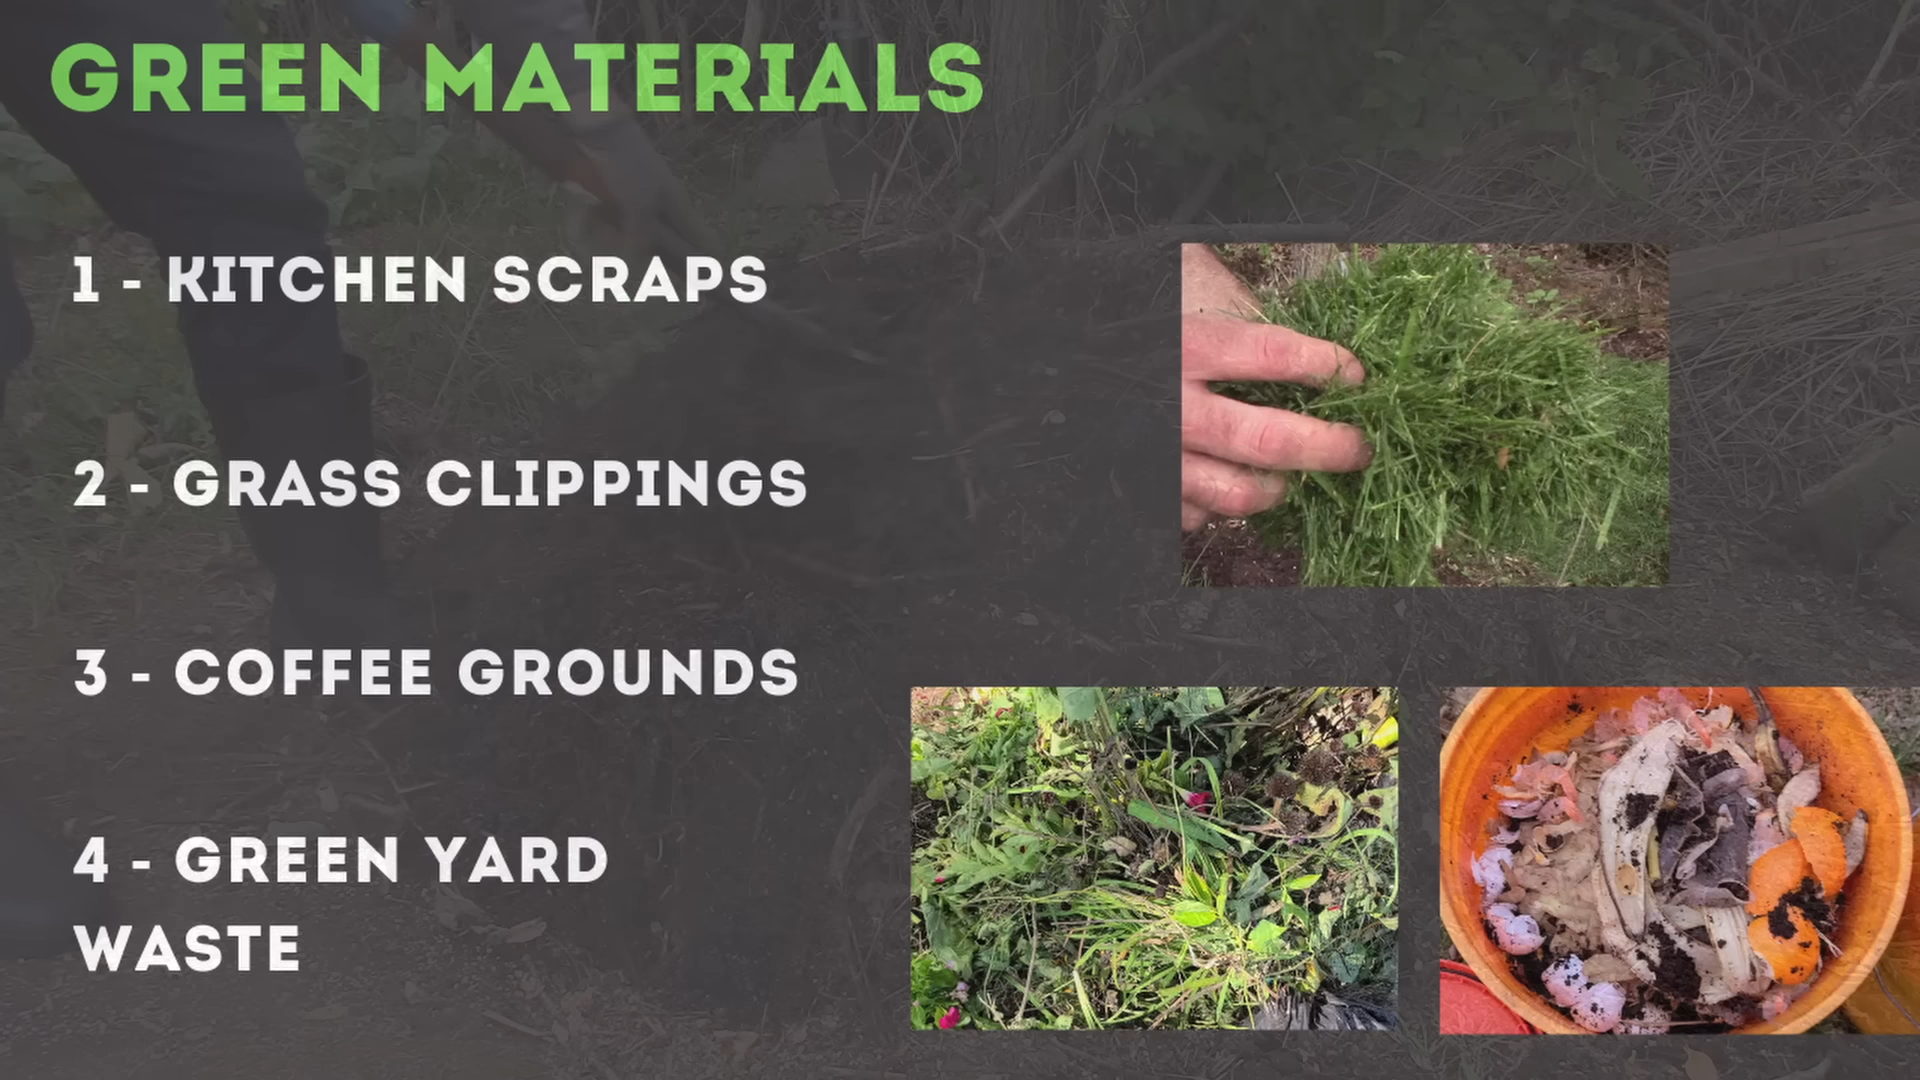 GREEN MATERIALS
1 - KITCHEN SCRAPS
2 - GRASS CLIPPINGS
3 - COFFEE GROUNDS
4 - GREEN YARD
WASTE